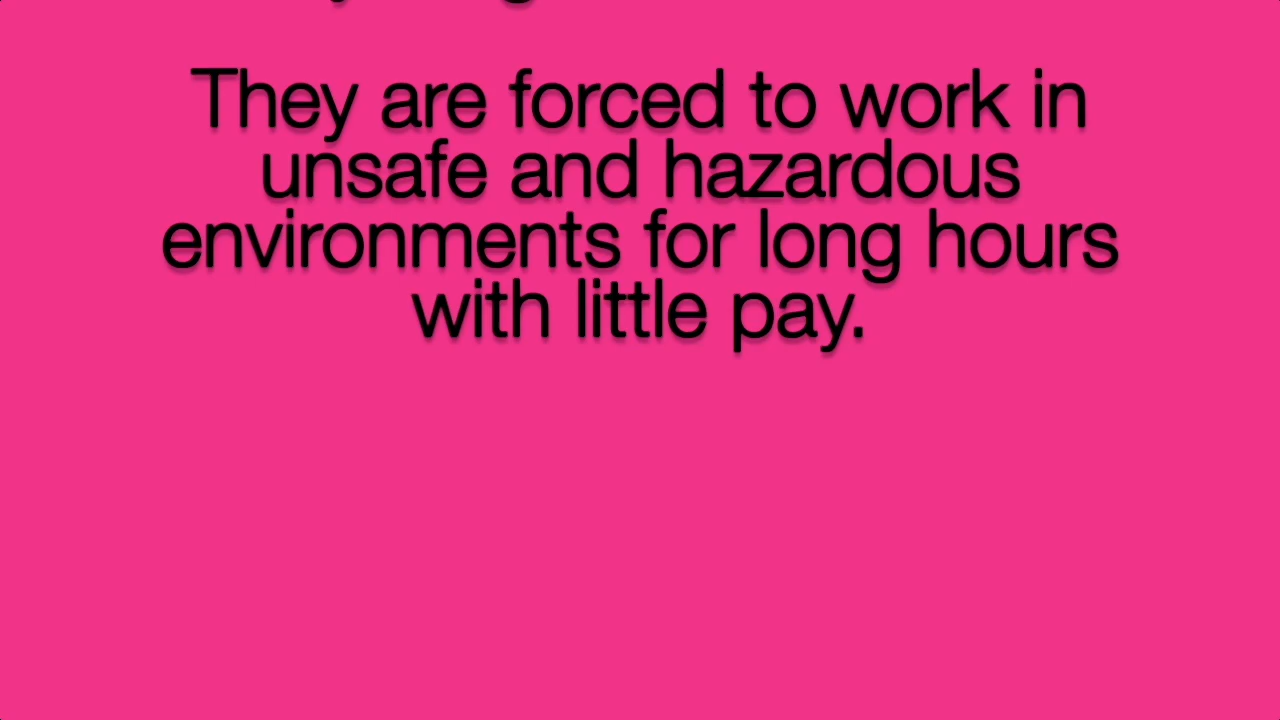 They are forced to work in
unsafe and hazardous
environments for long hours
with little pay.